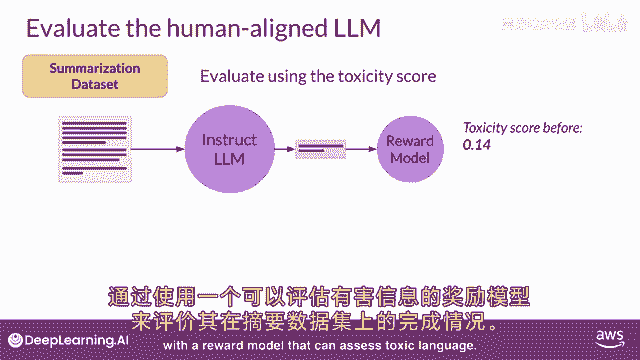 Evaluate the human-aligned LLM
Summarization
Dataset
Evaluate using the toxicity score
Instruct
LLM
Reward
Model
Toxicity score before:
0.14
通过使用一个可以评估有害信息的奖励模型
来评价其在摘要数据集上的完成情况。
with a reward model that can assess toxic language.
DeepLearning.AI
aws